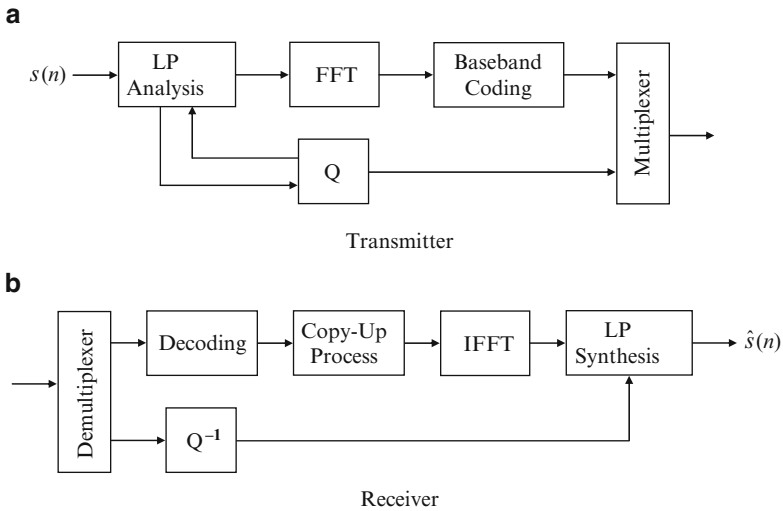 a
s(n)
LP
Analysis
FFT
Baseband
Coding
Multiplexer
Q
Transmitter
b
Demultiplexer
Decoding
Copy-Up
Process
IFFT
LP
Synthesis
ŝ(n)
Q⁻¹
Receiver